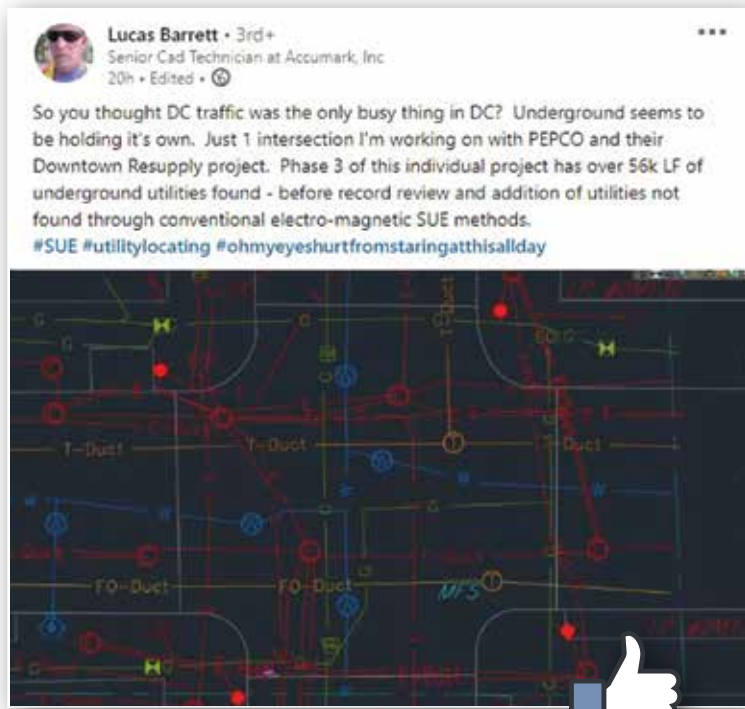 Lucas Barrett • 3rd+
Senior Cad Technician at Accumark, Inc
20h • Edited •
So you thought DC traffic was the only busy thing in DC? Underground seems to
be holding it's own. Just 1 intersection I'm working on with PEPCO and their
Downtown Resupply project. Phase 3 of this individual project has over 56k LF of
underground utilities found - before record review and addition of utilities not
found through conventional electro-magnetic SUE methods.
#SUE #utilitylocating #ohmyeyeshurtfromstaringatthisallday
G
G
T-Duct
T-Duct T-Duct T-Duct
W W W
G
FO-Duct FO-Duct
MFS
G